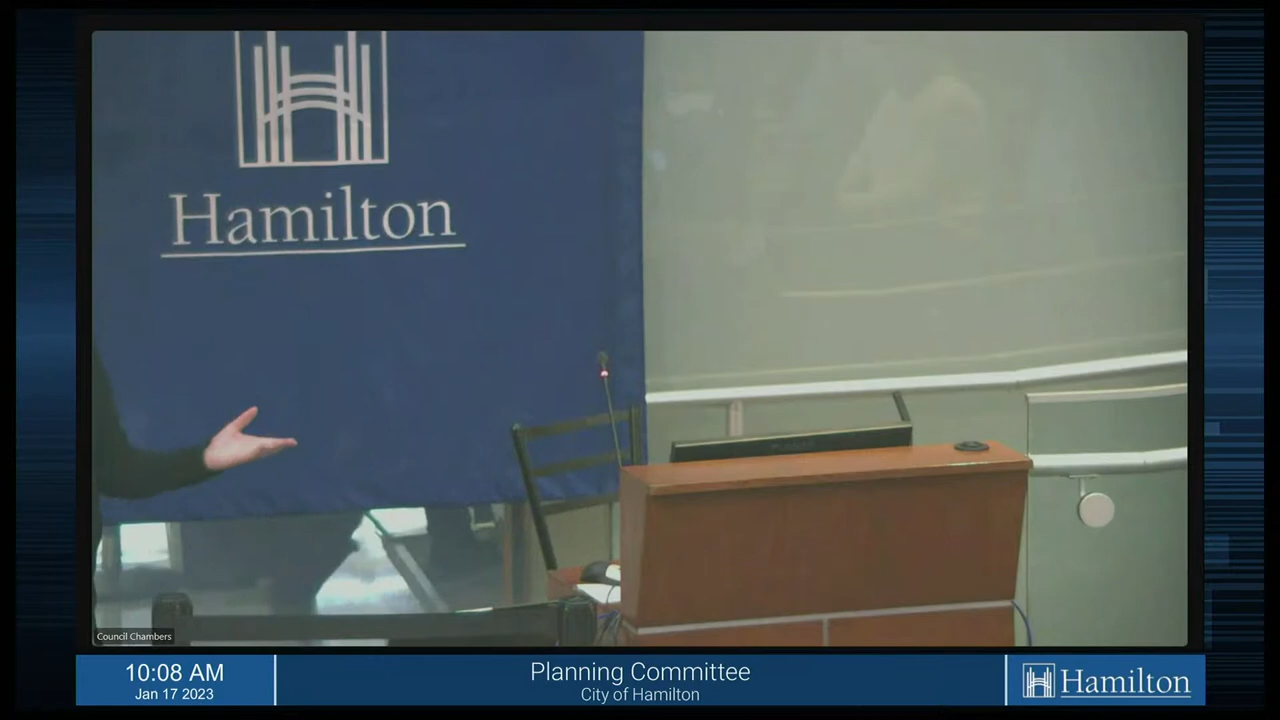 Hamilton
Council Chambers
10:08 AM
Jan 17 2023
Planning Committee
City of Hamilton
Hamilton